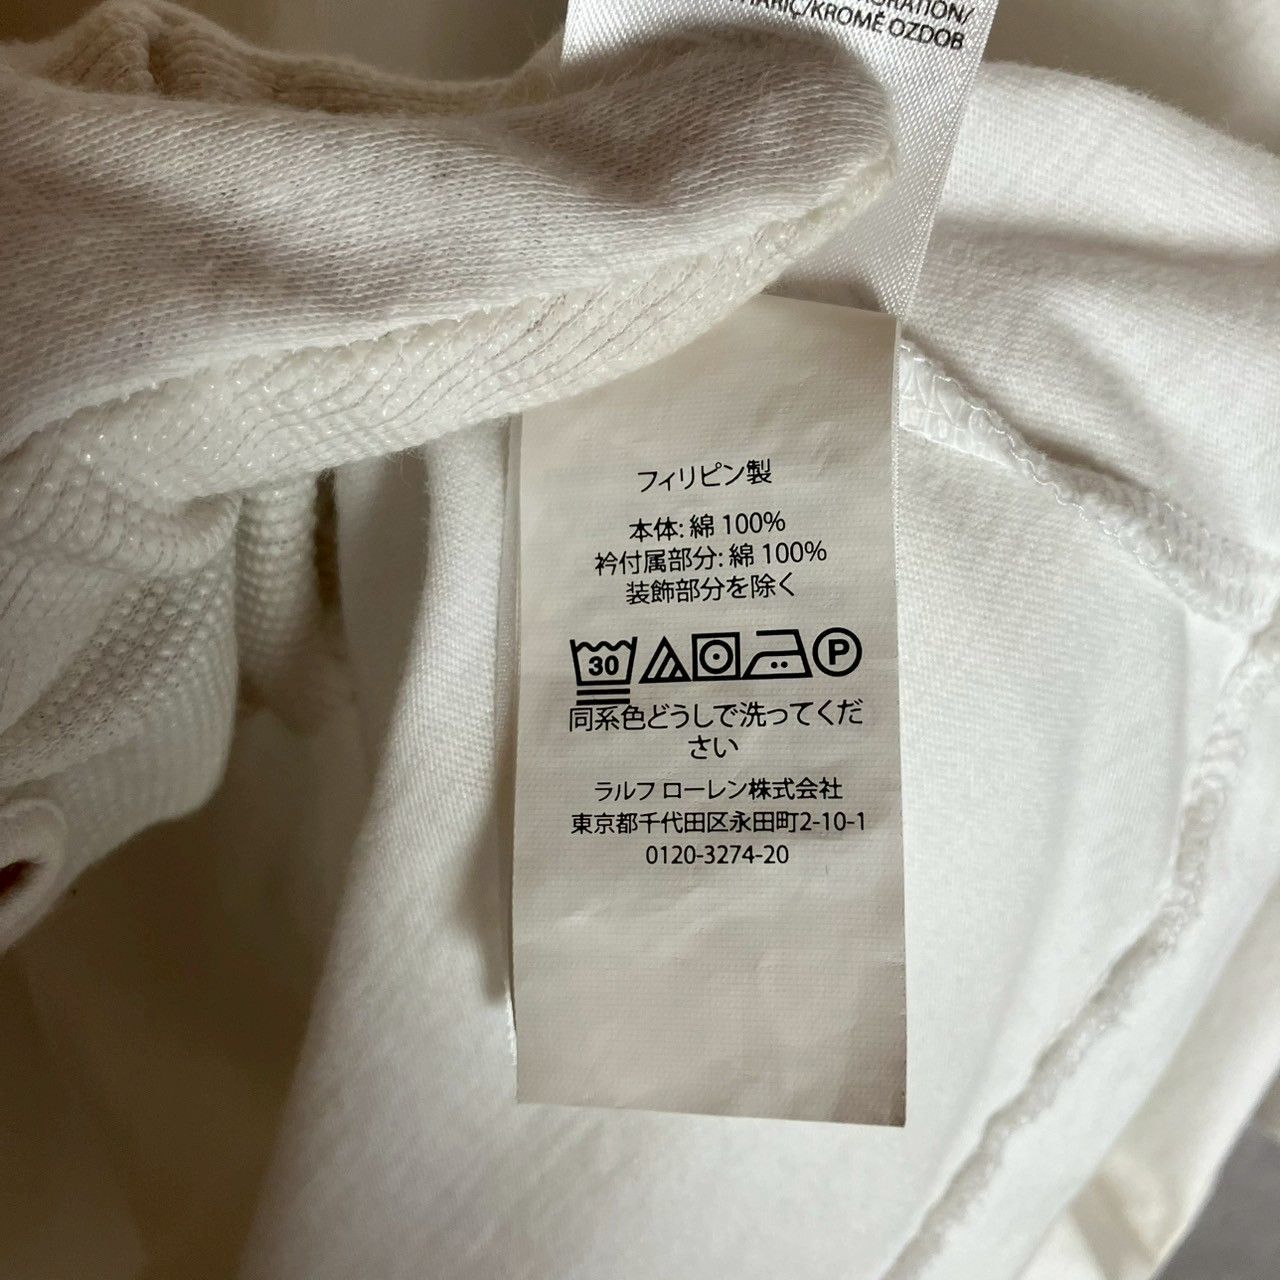 /KROMĚ OZDOB
フィリピン製
本体: 綿 100%
衿付属部分: 綿 100%
装飾部分を除く
30
P
同系色どうしで洗ってくだ
さい
ラルフ ローレン株式会社
東京都千代田区永田町2-10-1
0120-3274-20